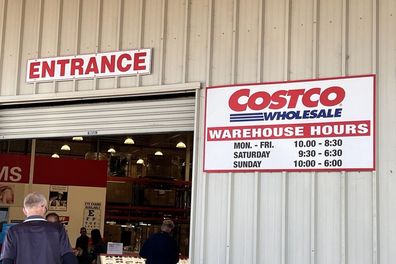 ENTRANCE
COSTCO
WHOLESALE
WAREHOUSE HOURS
MON. - FRI. 10.00 - 8:30
SATURDAY 9:30 - 6:30
SUNDAY 10:00 - 6:00
MS